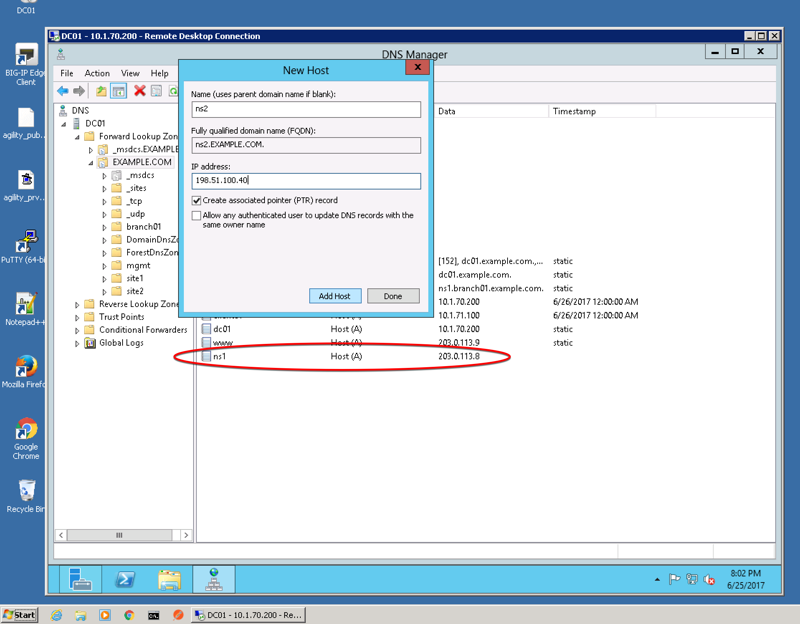 DC01
BIG-IP Edge
Client
agility_pub..
agility_prv...
PuTTY (64-bi
Notepad++
Mozilla Firefo
Google
Chrome
Recycle Bin
DC01 - 10.1.70.200 - Remote Desktop Connection
DNS Manager
File Action View Help
DNS
DC01
Forward Lookup Zon
_msdcs.EXAMPLE
EXAMPLE.COM
_msdcs
_sites
_tcp
_udp
branch01
DomainDnsZo
ForestDnsZon
mgmt
site1
site2
Reverse Lookup Zone
Trust Points
Conditional Forwarders
Global Logs
New Host
Name (uses parent domain name if blank):
ns2
Fully qualified domain name (FQDN):
ns2.EXAMPLE.COM.
IP address:
198.51.100.40
Create associated pointer (PTR) record
Allow any authenticated user to update DNS records with the
same owner name
Add Host
Done
Data Timestamp
[152], dc01.example.com.,... static
dc01.example.com. static
ns1.branch01.example.com. static
10.1.70.200 6/26/2017 12:00:00 AM
10.1.71.100 6/26/2017 12:00:00 AM
dc01 Host (A) 10.1.70.200 static
www Host (A) 203.0.113.9 static
ns1 Host (A) 203.0.113.8
8:02 PM
6/25/2017
Start
DC01 - 10.1.70.200 - Re...